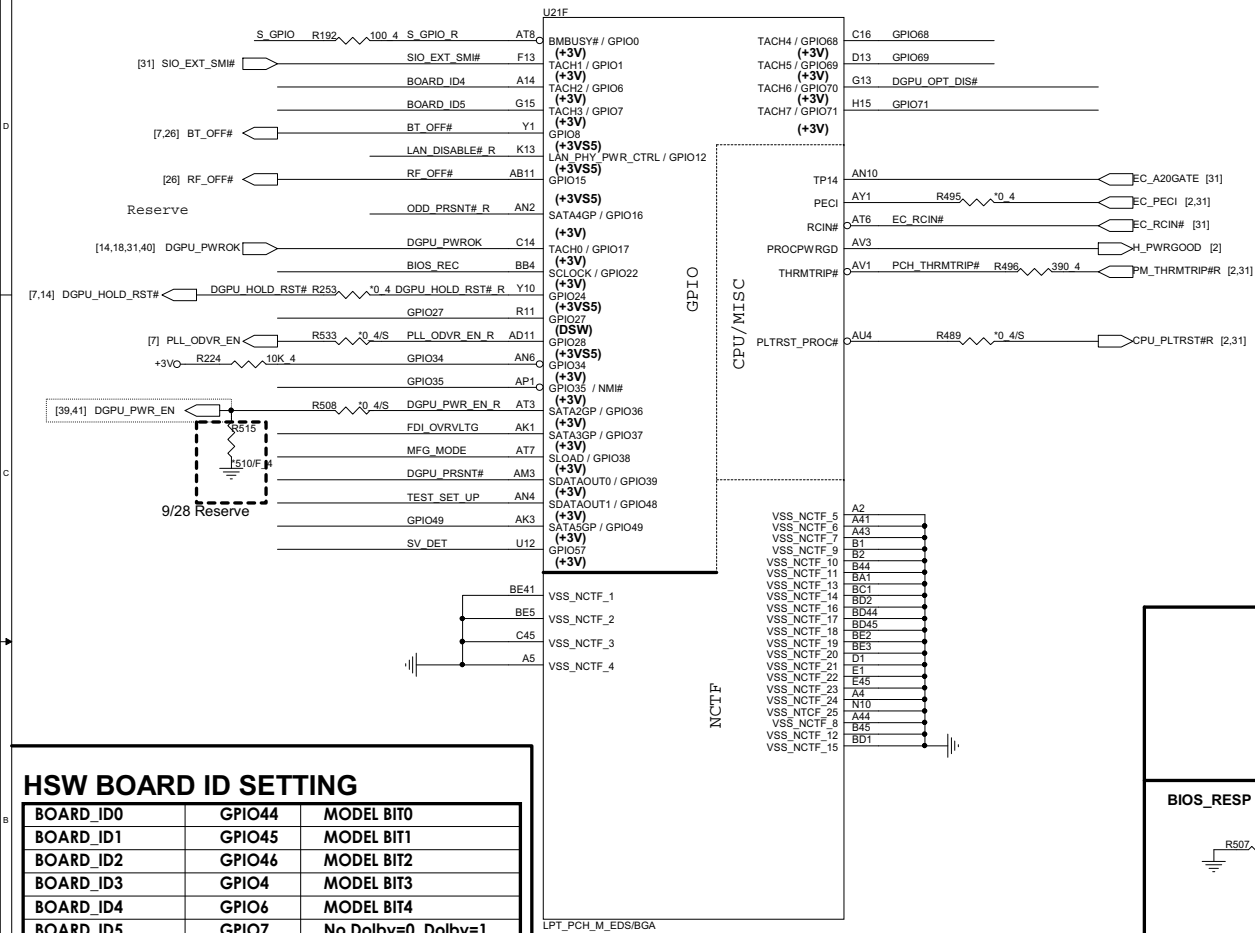 U21F
S_GPIO R192 100_4 S_GPIO_R AT8 BMBUSY# / GPIO0
(+3V)
[31] SIO_EXT_SMI# SIO_EXT_SMI# F13 TACH1 / GPIO1
(+3V)
BOARD_ID4 A14 TACH2 / GPIO6
(+3V)
BOARD_ID5 G15 TACH3 / GPIO7
(+3V)
[7,26] BT_OFF# BT_OFF# Y1 GPIO8
(+3VS5)
LAN_DISABLE#_R K13 LAN_PHY_PWR_CTRL / GPIO12
(+3VS5)
[26] RF_OFF# RF_OFF# AB11 GPIO15
(+3VS5)
Reserve
ODD_PRSNT#_R AN2 SATA4GP / GPIO16
(+3V)
[14,18,31,40] DGPU_PWROK DGPU_PWROK C14 TACH0 / GPIO17
(+3V)
BIOS_REC BB4 SCLOCK / GPIO22
(+3V)
[7,14] DGPU_HOLD_RST# DGPU_HOLD_RST# R253 *0_4 DGPU_HOLD_RST#_R Y10 GPIO24
(+3VS5)
GPIO27 R11 GPIO27
(DSW)
[7] PLL_ODVR_EN R533 *0_4/S PLL_ODVR_EN_R AD11 GPIO28
(+3VS5)
+3V R224 10K_4 GPIO34 AN6 GPIO34
(+3V)
GPIO35 AP1 GPIO35 / NMI#
(+3V)
[39,41] DGPU_PWR_EN R508 *0_4/S DGPU_PWR_EN_R AT3 SATA2GP / GPIO36
(+3V)
R515
*510/F_4
9/28 Reserve
FDI_OVRVLTG AK1 SATA3GP / GPIO37
(+3V)
MFG_MODE AT7 SLOAD / GPIO38
(+3V)
DGPU_PRSNT# AM3 SDATAOUT0 / GPIO39
(+3V)
TEST_SET_UP AN4 SDATAOUT1 / GPIO48
(+3V)
GPIO49 AK3 SATA5GP / GPIO49
(+3V)
SV_DET U12 GPIO57
(+3V)
BE41 VSS_NCTF_1
BE5 VSS_NCTF_2
C45 VSS_NCTF_3
A5 VSS_NCTF_4
GPIO
CPU/MISC
NCTF
TACH4 / GPIO68 C16 GPIO68
(+3V)
TACH5 / GPIO69 D13 GPIO69
(+3V)
TACH6 / GPIO70 G13 DGPU_OPT_DIS#
(+3V)
TACH7 / GPIO71 H15 GPIO71
(+3V)
TP14 AN10 EC_A20GATE [31]
PECI AY1 R495 *0_4 EC_PECI [2,31]
RCIN# AT6 EC_RCIN# EC_RCIN# [31]
PROCPWRGD AV3 H_PWRGOOD [2]
THRMTRIP# AV1 PCH_THRMTRIP# R496 390_4 PM_THRMTRIP#R [2,31]
PLTRST_PROC# AU4 R489 *0_4/S CPU_PLTRST#R [2,31]
VSS_NCTF_5 A2
VSS_NCTF_6 A41
VSS_NCTF_7 A43
VSS_NCTF_9 B1
VSS_NCTF_10 B2
VSS_NCTF_11 B44
VSS_NCTF_13 BA1
VSS_NCTF_14 BC1
VSS_NCTF_16 BD2
VSS_NCTF_17 BD44
VSS_NCTF_18 BD45
VSS_NCTF_19 BE2
VSS_NCTF_20 BE3
VSS_NCTF_21 D1
VSS_NCTF_22 E1
VSS_NCTF_23 E45
VSS_NCTF_24 A4
VSS_NTCF_25 N10
VSS_NCTF_8 A44
VSS_NCTF_12 B45
VSS_NCTF_15 BD1
LPT_PCH_M_EDS/BGA
D
C
B
HSW BOARD ID SETTING
BOARD_ID0 GPIO44 MODEL BIT0
BOARD_ID1 GPIO45 MODEL BIT1
BOARD_ID2 GPIO46 MODEL BIT2
BOARD_ID3 GPIO4 MODEL BIT3
BOARD_ID4 GPIO6 MODEL BIT4
BOARD_ID5 GPIO7 No Dolby=0 Dolby=1
BIOS_RESP
R507